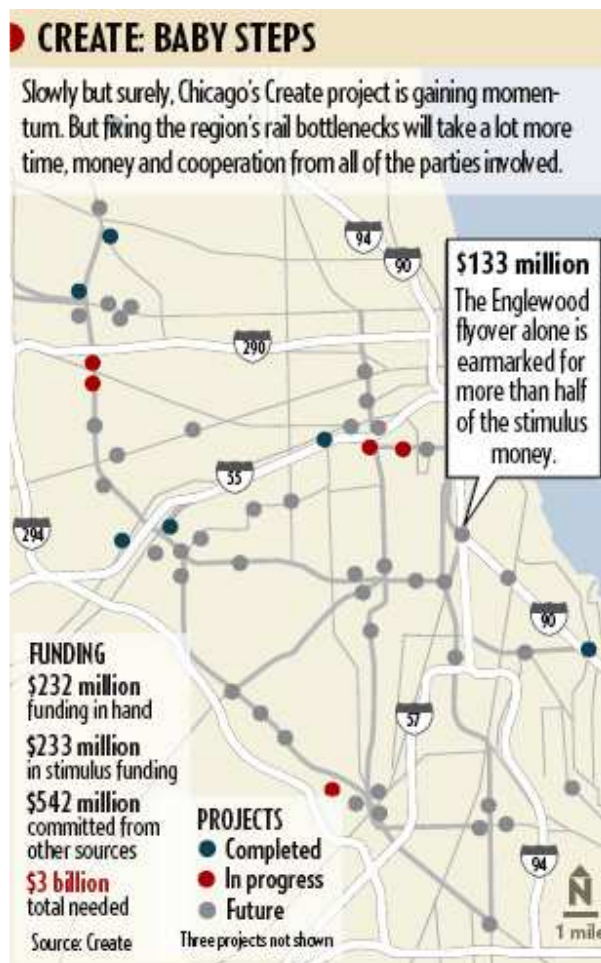 CREATE: BABY STEPS
Slowly but surely, Chicago's Create project is gaining momen-
tum. But fixing the region's rail bottlenecks will take a lot more
time, money and cooperation from all of the parties involved.
94
90
$133 million
The Englewood
flyover alone is
earmarked for
more than half
of the stimulus
money.
290
55
294
90
57
94
FUNDING
$232 million
funding in hand
$233 million
in stimulus funding
$542 million
committed from
other sources
$3 billion
total needed
Source: Create
PROJECTS
Completed
In progress
Future
Three projects not shown
N
1 mile